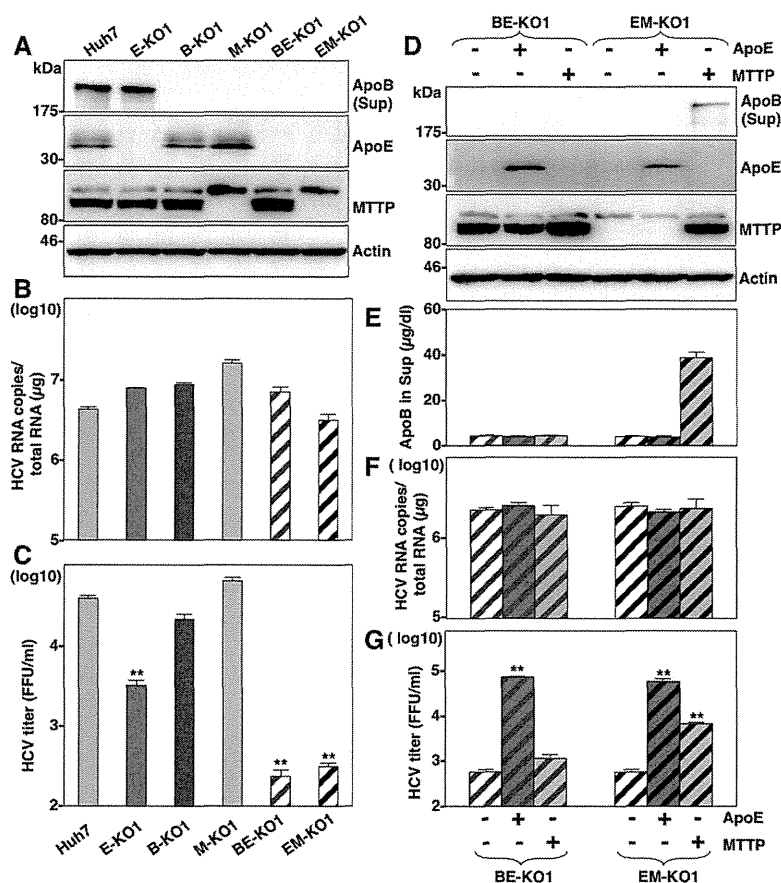 A
Huh7 E-KO1 B-KO1 M-KO1 BE-KO1 EM-KO1
kDa
175
ApoB
(Sup)
30
ApoE
80
MTTP
46
Actin
B
(log10)
HCV RNA copies/
total RNA (µg)
7
6
5
C
(log10)
HCV titer (FFU/ml)
4
3
2
** ** **
Huh7 E-KO1 B-KO1 M-KO1 BE-KO1 EM-KO1
D
BE-KO1 EM-KO1
- + - - + - ApoE
- - + - - + MTTP
kDa
175
ApoB
(Sup)
30
ApoE
80
MTTP
46
Actin
E
ApoB in Sup (µg/dl)
60
40
20
0
F
( log10)
HCV RNA copies/
total RNA (µg)
6
5
G
( log10)
HCV titer (FFU/ml)
5
4
3
2
** ** **
- + - - + - ApoE
- - + - - + MTTP
BE-KO1 EM-KO1